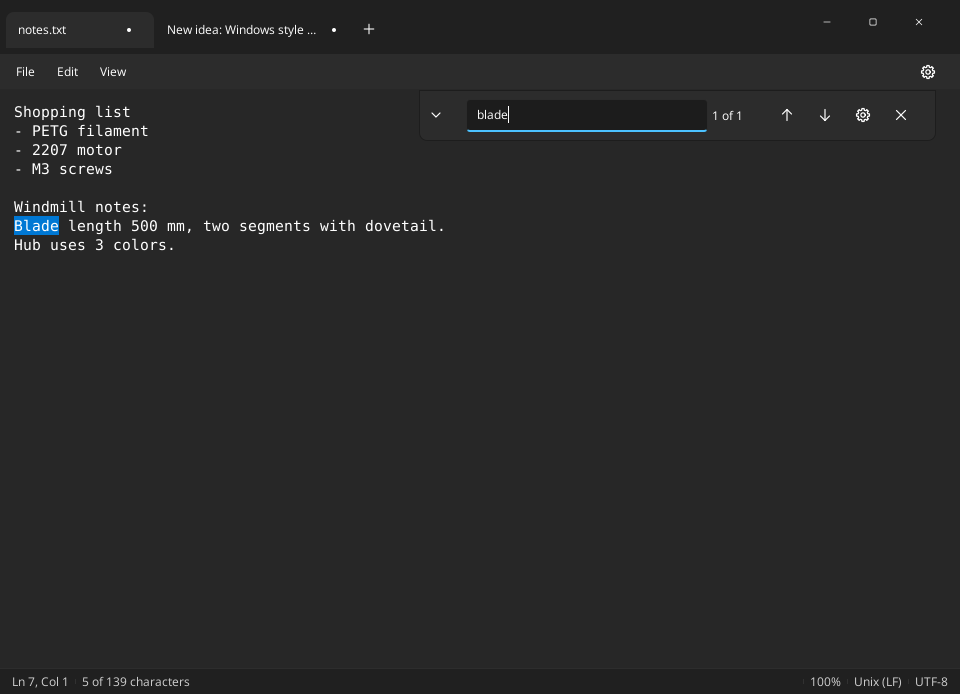 notes.txt
New idea: Windows style ...
File Edit View
blade
1 of 1
Shopping list
- PETG filament
- 2207 motor
- M3 screws
Windmill notes:
Blade length 500 mm, two segments with dovetail.
Hub uses 3 colors.
Ln 7, Col 1 5 of 139 characters 100% Unix (LF) UTF-8